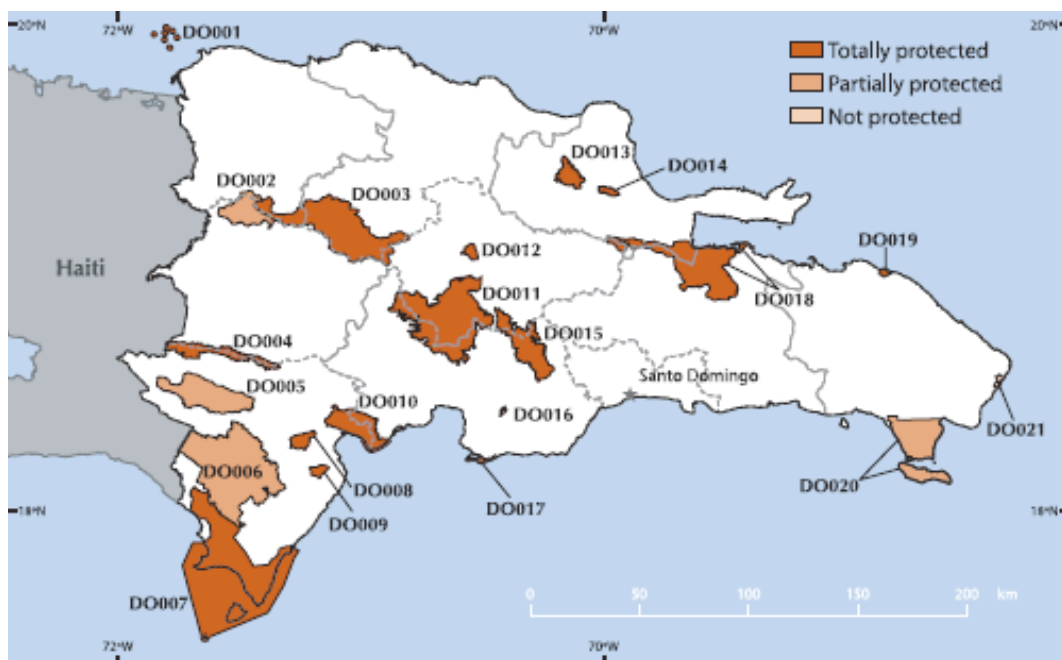 20°N 72°W 70°W 20°N
DO001
Totally protected
Partially protected
Not protected
DO013
DO014
DO002
DO003
DO012
DO019
Haiti
DO011
DO018
DO004
DO015
DO005
Santo Domingo
DO010
DO016
DO021
DO006
DO008
DO020
DO017
18°N
18°N
DO009
DO007
0 50 100 150 200 km
72°W 70°W